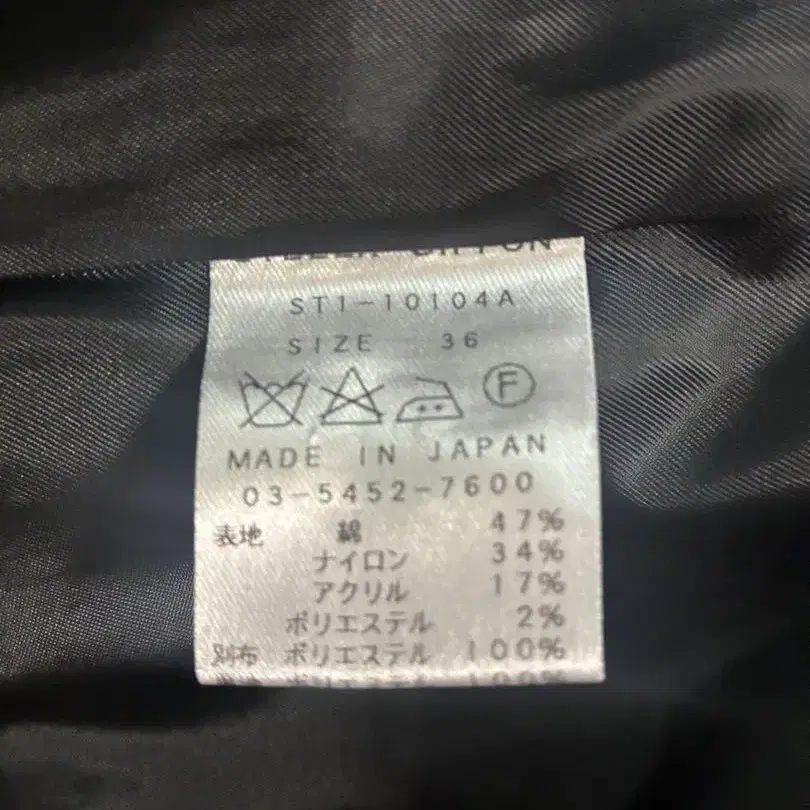 ST1-10104A
SIZE 36
F
MADE IN JAPAN
03-5452-7600
表地 綿 47%
ナイロン 34%
アクリル 17%
ポリエステル 2%
別布 ポリエステル 100%